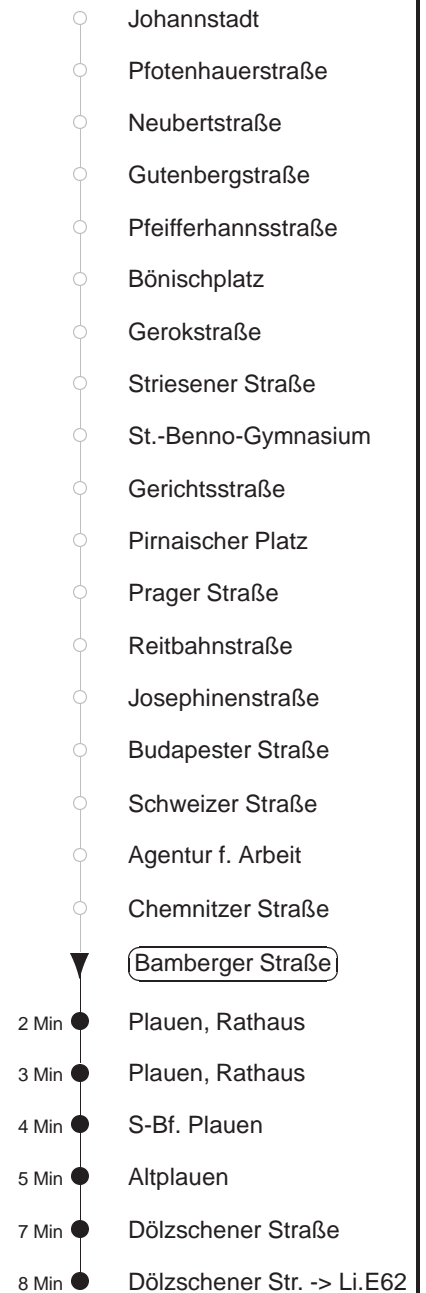 Johannstadt
Pfotenhauerstraße
Neubertstraße
Gutenbergstraße
Pfeifferhannsstraße
Bönischplatz
Gerokstraße
Striesener Straße
St.-Benno-Gymnasium
Gerichtsstraße
Pirnaischer Platz
Prager Straße
Reitbahnstraße
Josephinenstraße
Budapester Straße
Schweizer Straße
Agentur f. Arbeit
Chemnitzer Straße
Bamberger Straße
2 Min Plauen, Rathaus
3 Min Plauen, Rathaus
4 Min S-Bf. Plauen
5 Min Altplauen
7 Min Dölzschener Straße
8 Min Dölzschener Str. -> Li.E62